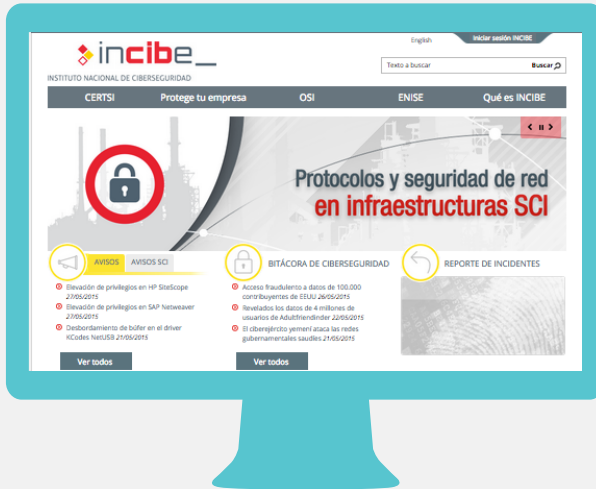 English
Iniciar sesión INCIBE
incibe_
INSTITUTO NACIONAL DE CIBERSEGURIDAD
Texto a buscar
Buscar
CERTSI
Protege tu empresa
OSI
ENISE
Qué es INCIBE
Protocolos y seguridad de red
en infraestructuras SCI
AVISOS
AVISOS SCI
Elevación de privilegios en HP SiteScope
27/05/2015
Elevación de privilegios en SAP Netweaver
27/05/2015
Desbordamiento de búfer en el driver
KCodes NetUSB 21/05/2015
Ver todos
BITÁCORA DE CIBERSEGURIDAD
Acceso fraudulento a datos de 100.000
contribuyentes de EEUU 26/05/2015
Revelados los datos de 4 millones de
usuarios de Adultfriendinder 22/05/2015
El ciberejército yemení ataca las redes
gubernamentales saudíes 21/05/2015
Ver todos
REPORTE DE INCIDENTES